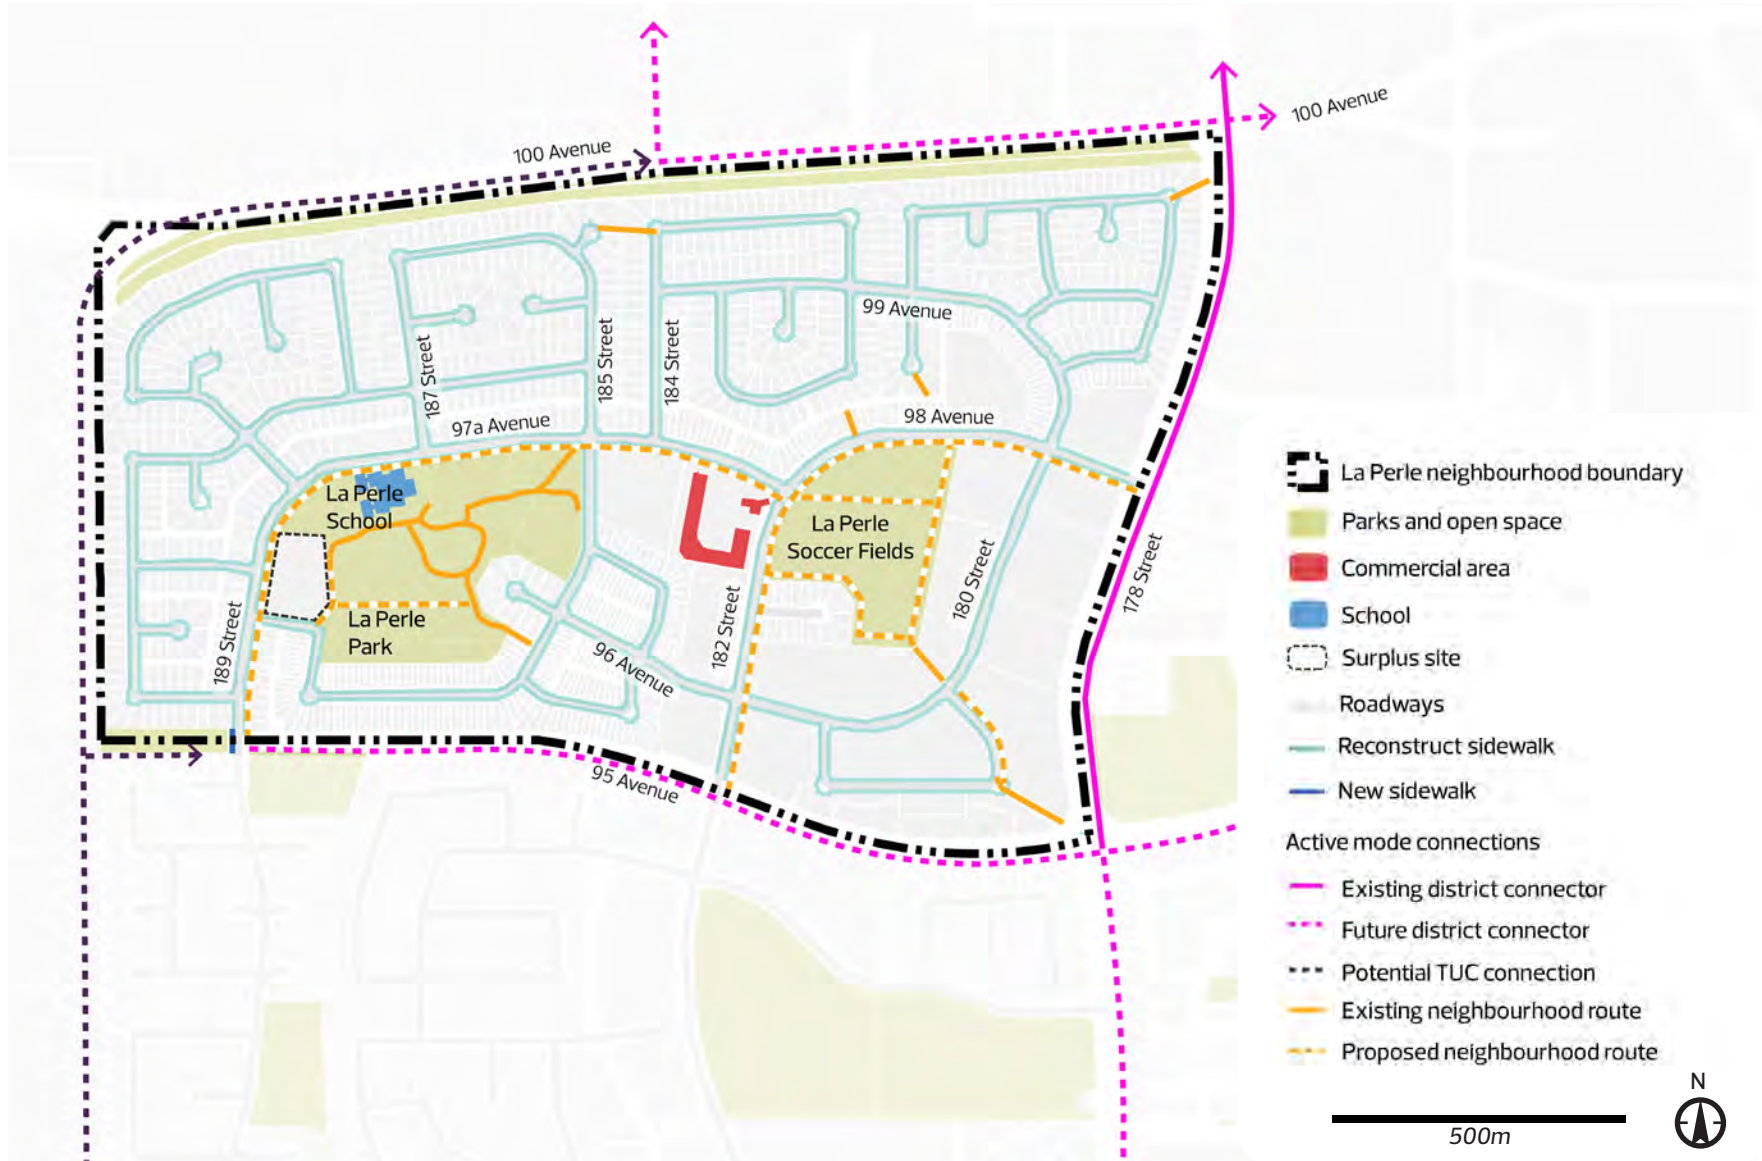 100 Avenue
100 Avenue
99 Avenue
187 Street
185 Street
184 Street
97a Avenue
98 Avenue
La Perle
School
La Perle
Soccer Fields
180 Street
178 Street
189 Street
La Perle
Park
96 Avenue
182 Street
95 Avenue
La Perle neighbourhood boundary
Parks and open space
Commercial area
School
Surplus site
Roadways
Reconstruct sidewalk
New sidewalk
Active mode connections
Existing district connector
Future district connector
Potential TUC connection
Existing neighbourhood route
Proposed neighbourhood route
N
500m